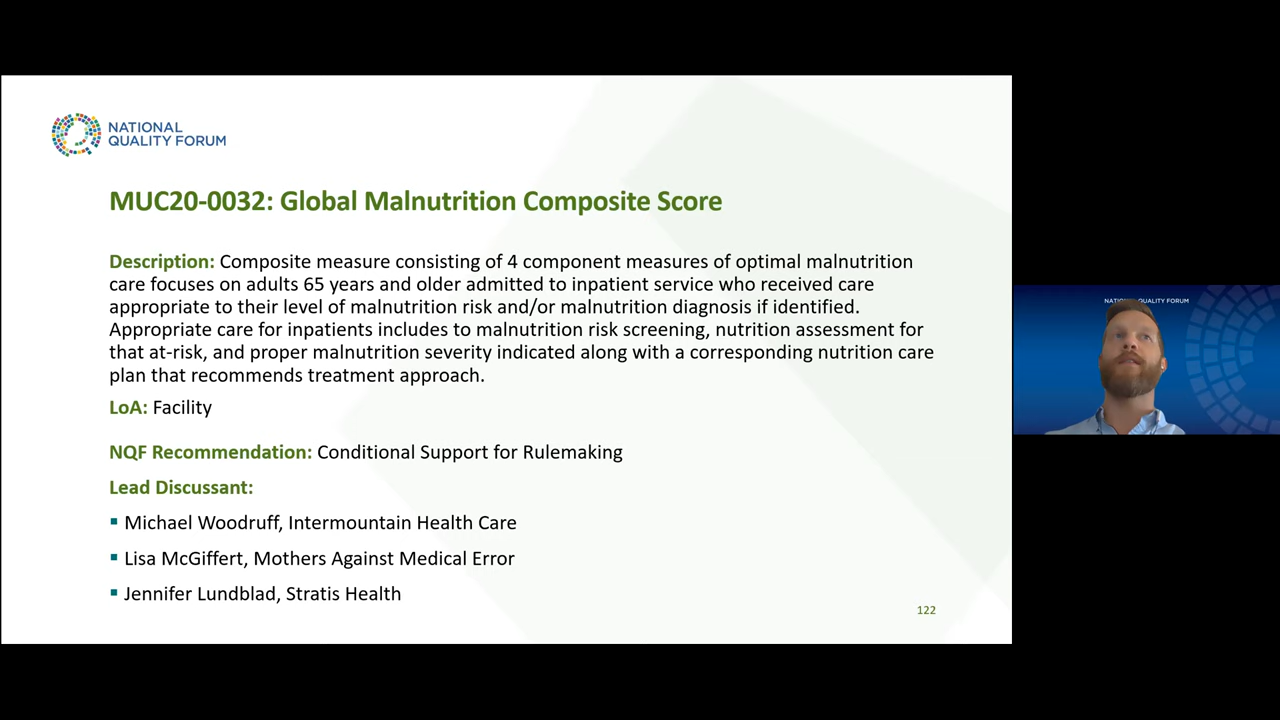 NATIONAL
QUALITY FORUM
MUC20-0032: Global Malnutrition Composite Score
Description: Composite measure consisting of 4 component measures of optimal malnutrition
care focuses on adults 65 years and older admitted to inpatient service who received care
appropriate to their level of malnutrition risk and/or malnutrition diagnosis if identified.
Appropriate care for inpatients includes to malnutrition risk screening, nutrition assessment for
that at-risk, and proper malnutrition severity indicated along with a corresponding nutrition care
plan that recommends treatment approach.
LoA: Facility
NQF Recommendation: Conditional Support for Rulemaking
Lead Discussant:
▪ Michael Woodruff, Intermountain Health Care
▪ Lisa McGiffert, Mothers Against Medical Error
▪ Jennifer Lundblad, Stratis Health
122
NATIONAL QUALITY FORUM